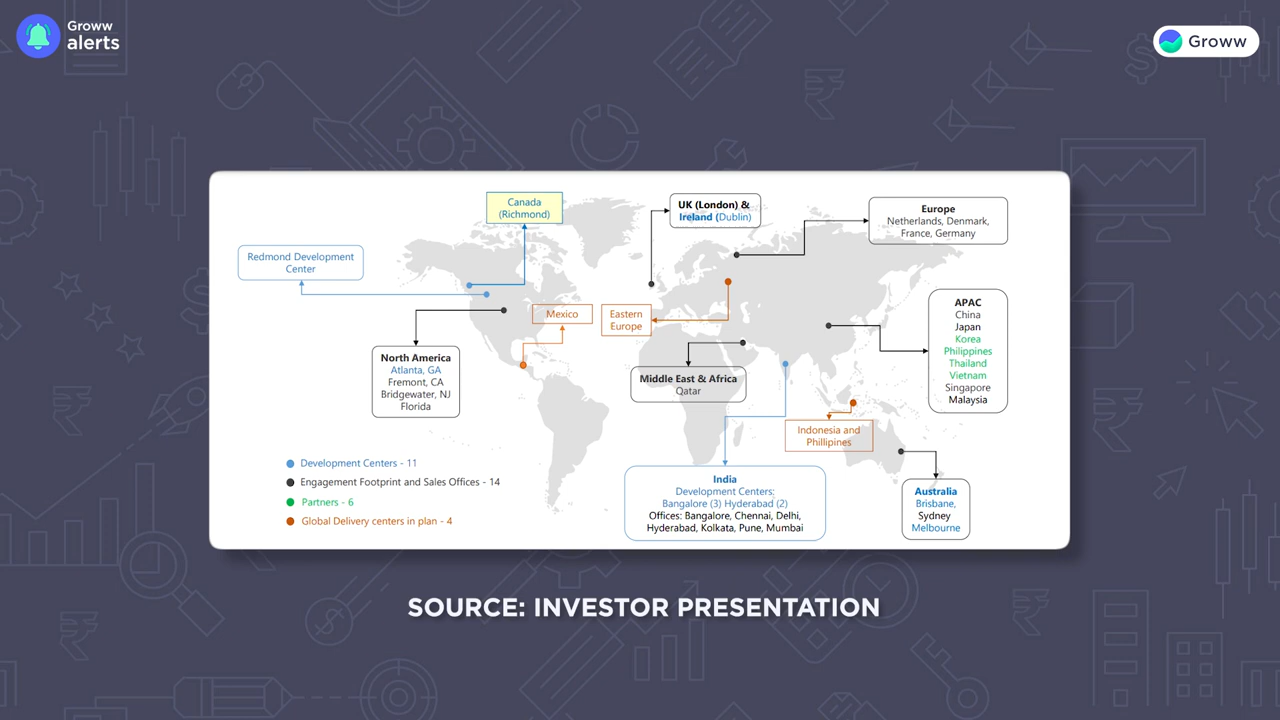 Groww
alerts
Groww
Canada
(Richmond)
UK (London) &
Ireland (Dublin)
Europe
Netherlands, Denmark,
France, Germany
Redmond Development
Center
Mexico
Eastern
Europe
APAC
China
Japan
Korea
Philippines
Thailand
Vietnam
Singapore
Malaysia
North America
Atlanta, GA
Fremont, CA
Bridgewater, NJ
Florida
Middle East & Africa
Qatar
Indonesia and
Phillipines
Development Centers - 11
Engagement Footprint and Sales Offices - 14
Partners - 6
Global Delivery centers in plan - 4
India
Development Centers:
Bangalore (3) Hyderabad (2)
Offices: Bangalore, Chennai, Delhi,
Hyderabad, Kolkata, Pune, Mumbai
Australia
Brisbane,
Sydney
Melbourne
SOURCE: INVESTOR PRESENTATION